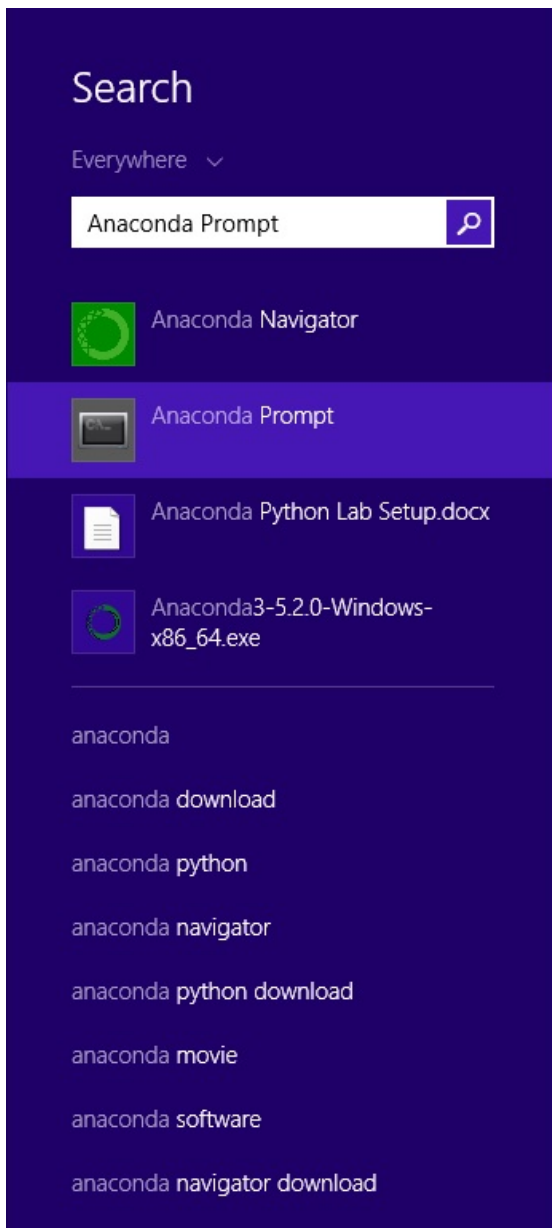 Search
Everywhere
Anaconda Prompt
Anaconda Navigator
Anaconda Prompt
Anaconda Python Lab Setup.docx
Anaconda3-5.2.0-Windows-
x86_64.exe
anaconda
anaconda download
anaconda python
anaconda navigator
anaconda python download
anaconda movie
anaconda software
anaconda navigator download